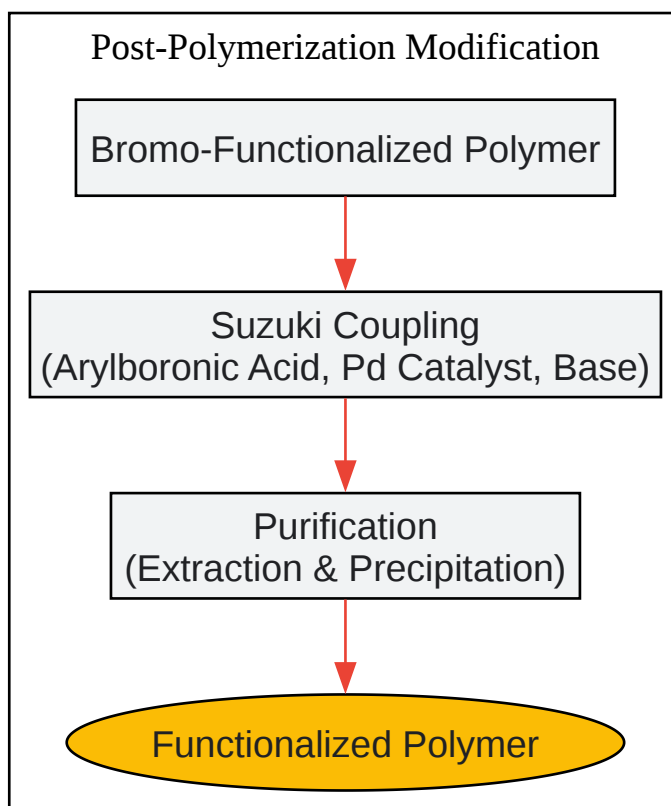 Post-Polymerization Modification
Bromo-Functionalized Polymer
Suzuki Coupling
(Arylboronic Acid, Pd Catalyst, Base)
Purification
(Extraction & Precipitation)
Functionalized Polymer